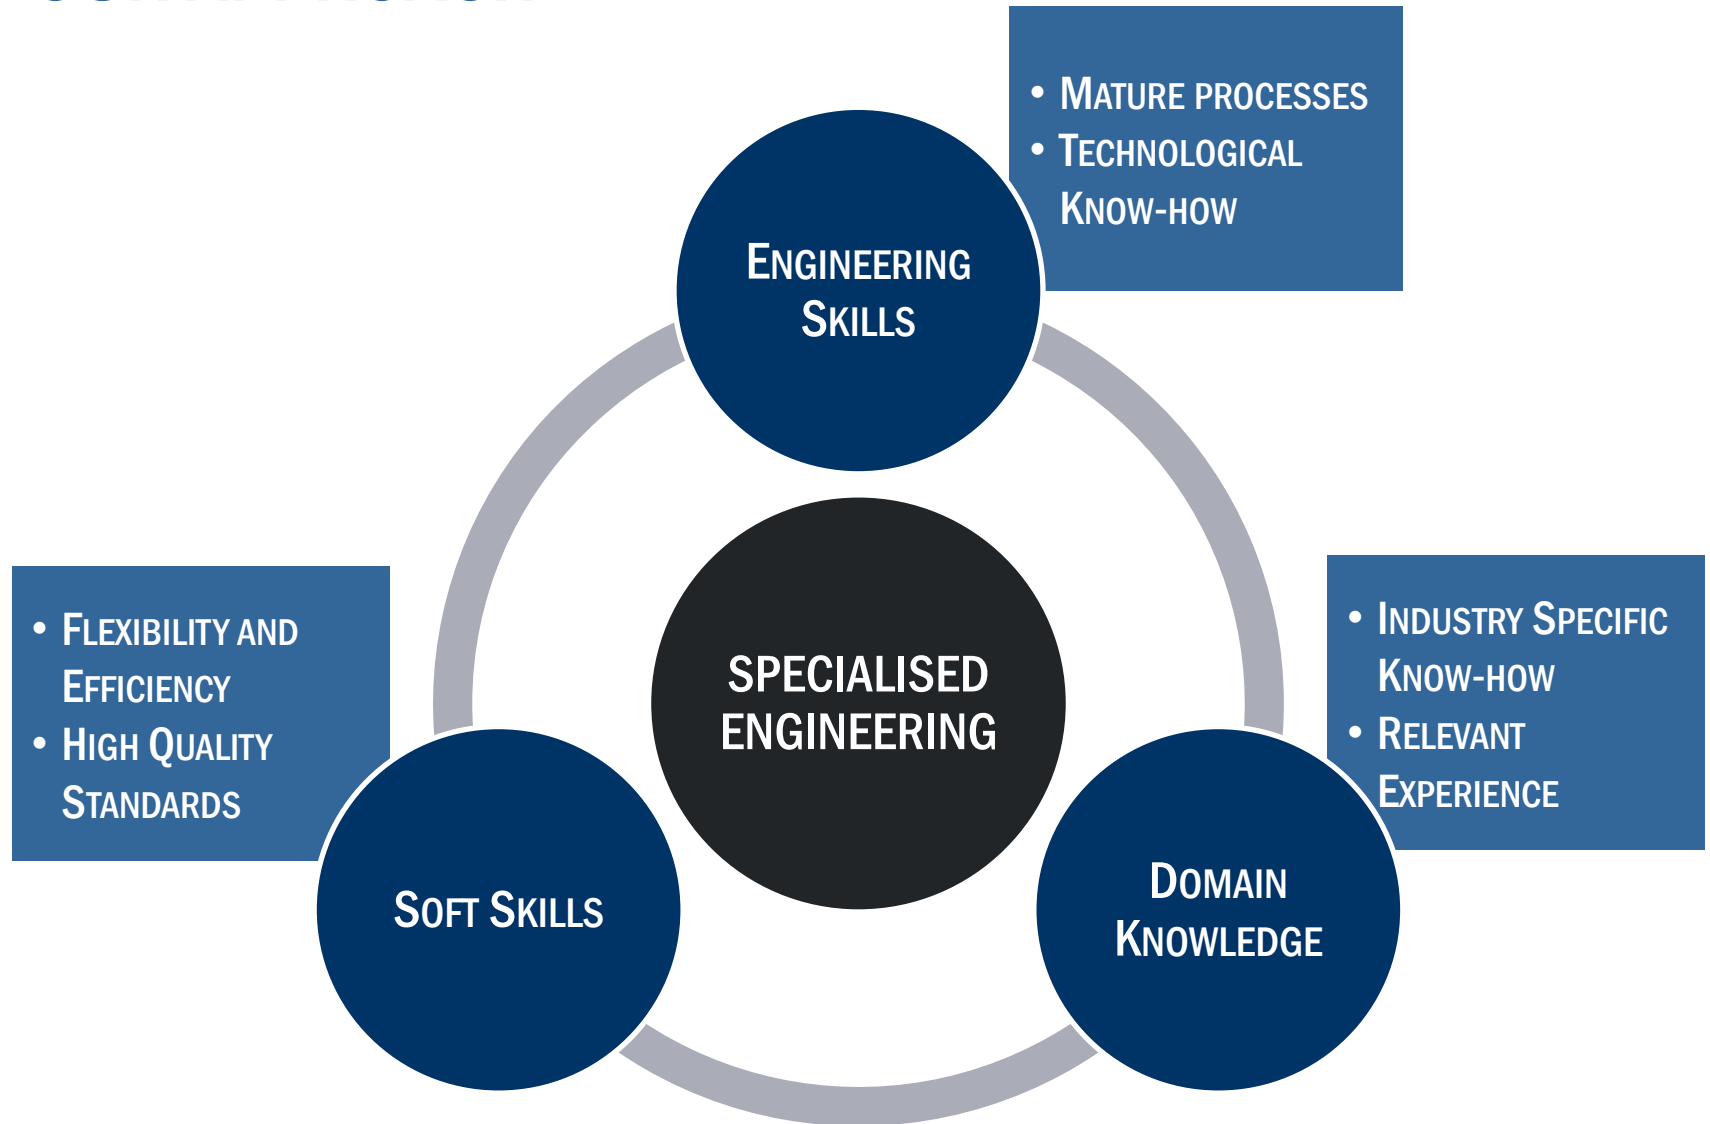 • MATURE PROCESSES
• TECHNOLOGICAL
KNOW-HOW
ENGINEERING
SKILLS
• FLEXIBILITY AND
EFFICIENCY
• HIGH QUALITY
STANDARDS
SPECIALISED
ENGINEERING
• INDUSTRY SPECIFIC
KNOW-HOW
• RELEVANT
EXPERIENCE
SOFT SKILLS
DOMAIN
KNOWLEDGE